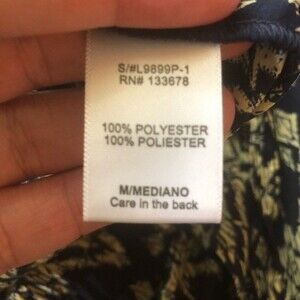 S/#L9899P-1
RN# 133678
100% POLYESTER
100% POLIESTER
M/MEDIANO
Care in the back